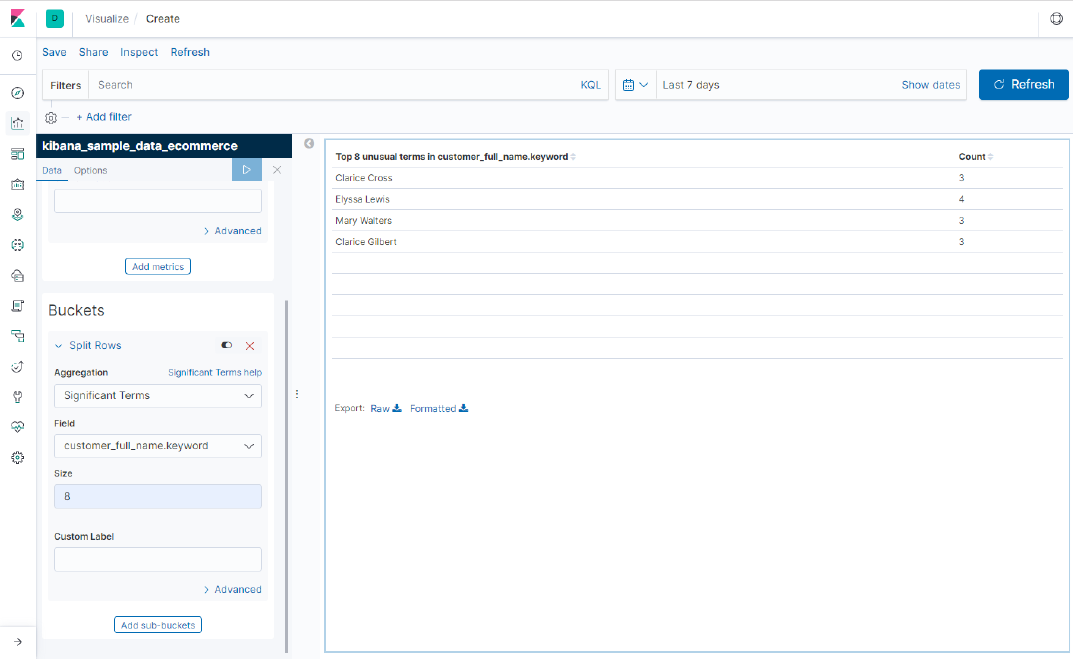 D Visualize / Create
Save Share Inspect Refresh
Filters Search KQL Last 7 days Show dates Refresh
+ Add filter
kibana_sample_data_ecommerce
Data Options
Advanced
Add metrics
Buckets
Split Rows
Aggregation Significant Terms help
Significant Terms
Field
customer_full_name.keyword
Size
8
Custom Label
Advanced
Add sub-buckets
Top 8 unusual terms in customer_full_name.keyword Count
Clarice Cross 3
Elyssa Lewis 4
Mary Walters 3
Clarice Gilbert 3
Export: Raw Formatted